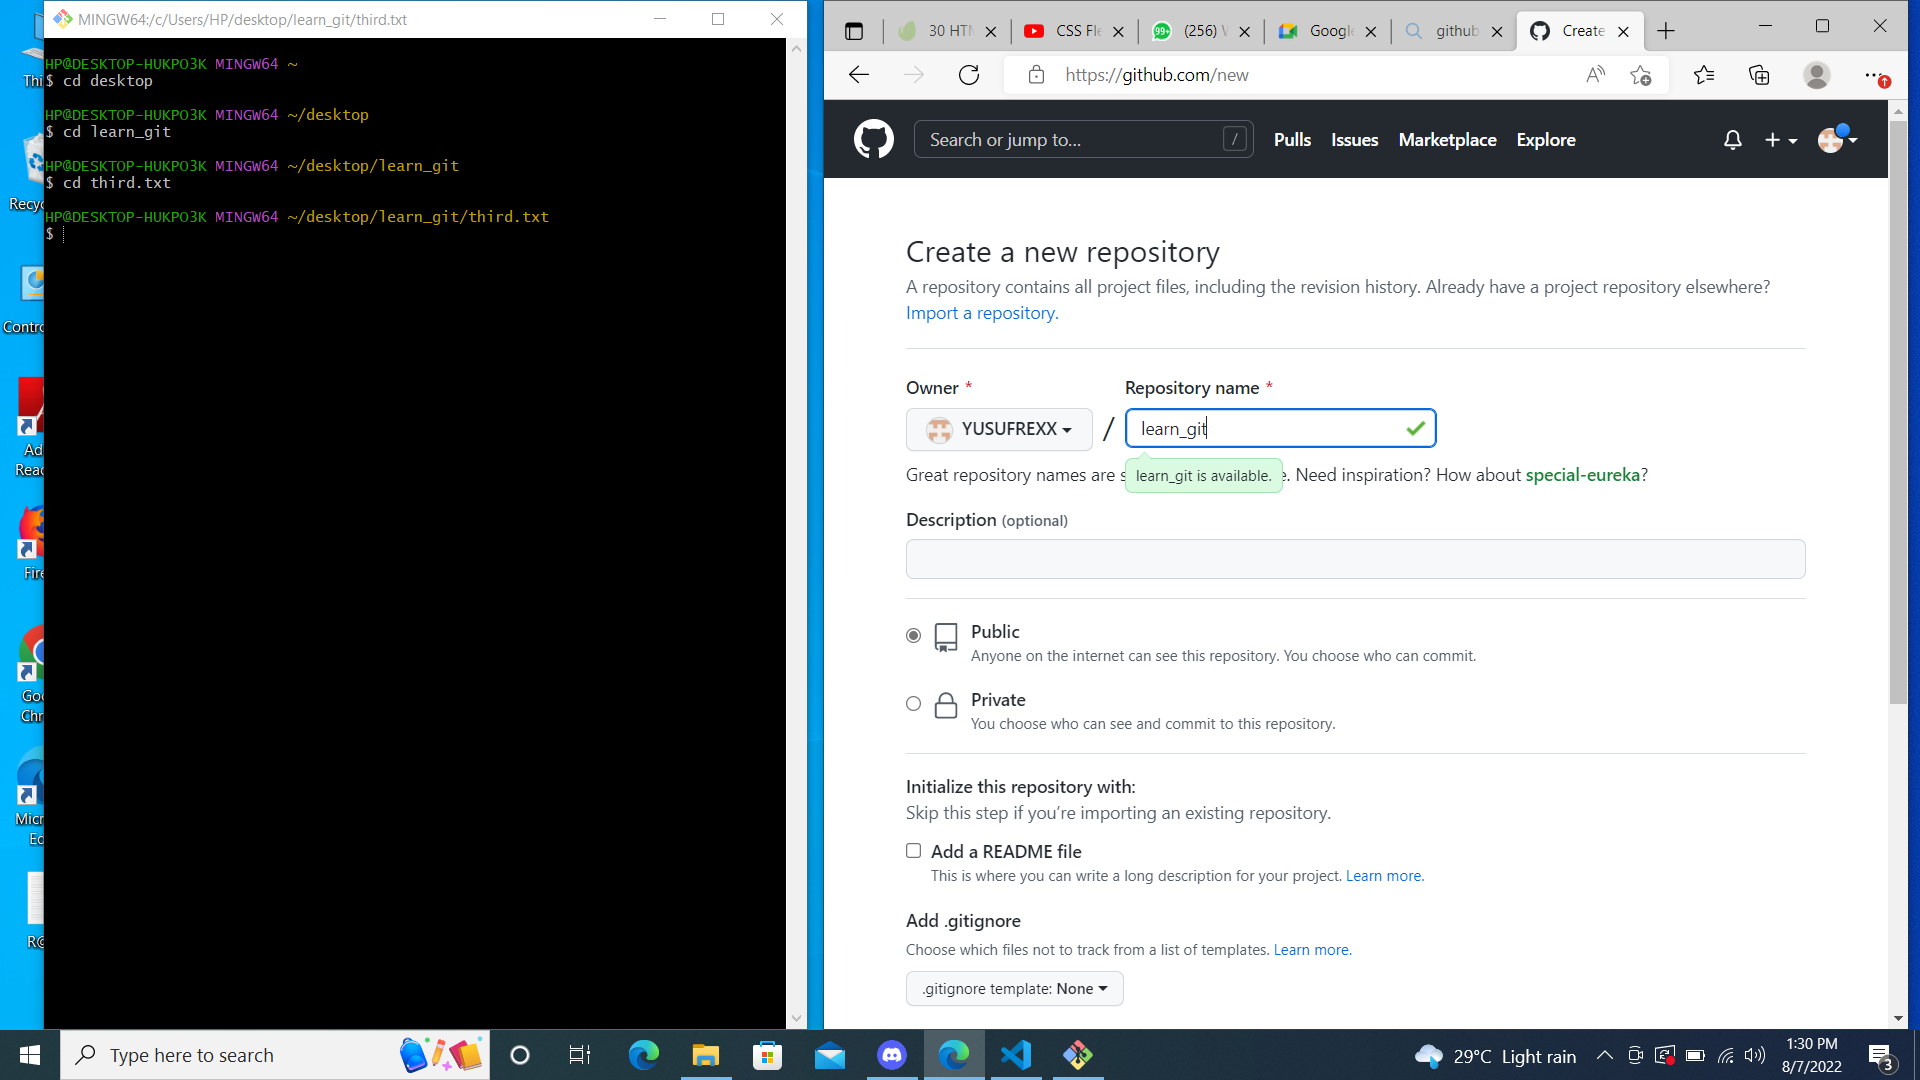 MINGW64:/c/Users/HP/desktop/learn_git/third.txt
HP@DESKTOP-HUKPO3K MINGW64 ~
$ cd desktop
HP@DESKTOP-HUKPO3K MINGW64 ~/desktop
$ cd learn_git
HP@DESKTOP-HUKPO3K MINGW64 ~/desktop/learn_git
$ cd third.txt
HP@DESKTOP-HUKPO3K MINGW64 ~/desktop/learn_git/third.txt
$
Thi
Recyc
Contro
Ad
Read
Fire
Goo
Chr
Micr
Ed
30 HTM
CSS Fle
(256) W
Google
github
Create
https://github.com/new
Search or jump to...
/
Pulls
Issues
Marketplace
Explore
Create a new repository
A repository contains all project files, including the revision history. Already have a project repository elsewhere?
Import a repository.
Owner *
Repository name *
YUSUFREXX
/
learn_git
Great repository names are s
learn_git is available.
e. Need inspiration? How about special-eureka?
Description (optional)
Public
Anyone on the internet can see this repository. You choose who can commit.
Private
You choose who can see and commit to this repository.
Initialize this repository with:
Skip this step if you’re importing an existing repository.
Add a README file
This is where you can write a long description for your project. Learn more.
Add .gitignore
Choose which files not to track from a list of templates. Learn more.
.gitignore template: None
Type here to search
29°C Light rain
1:30 PM
8/7/2022
3